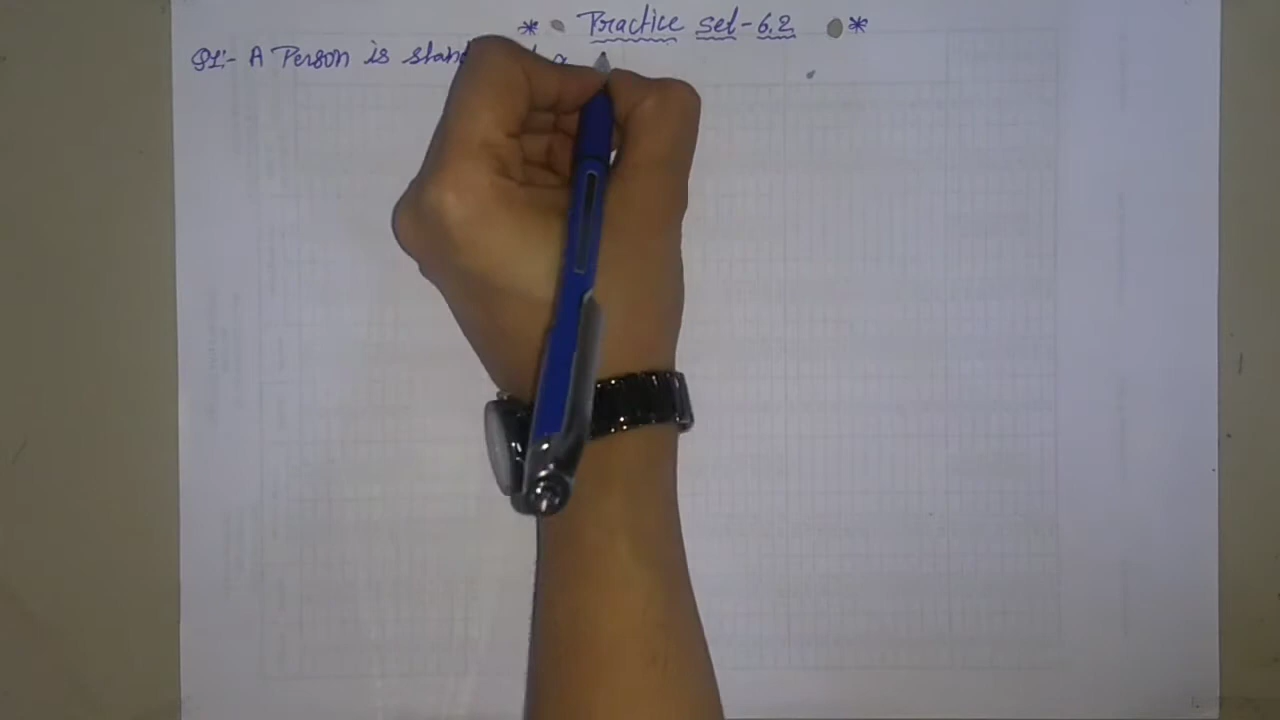 * • Practice set-6.2 •*
Q1:- A Person is stand a